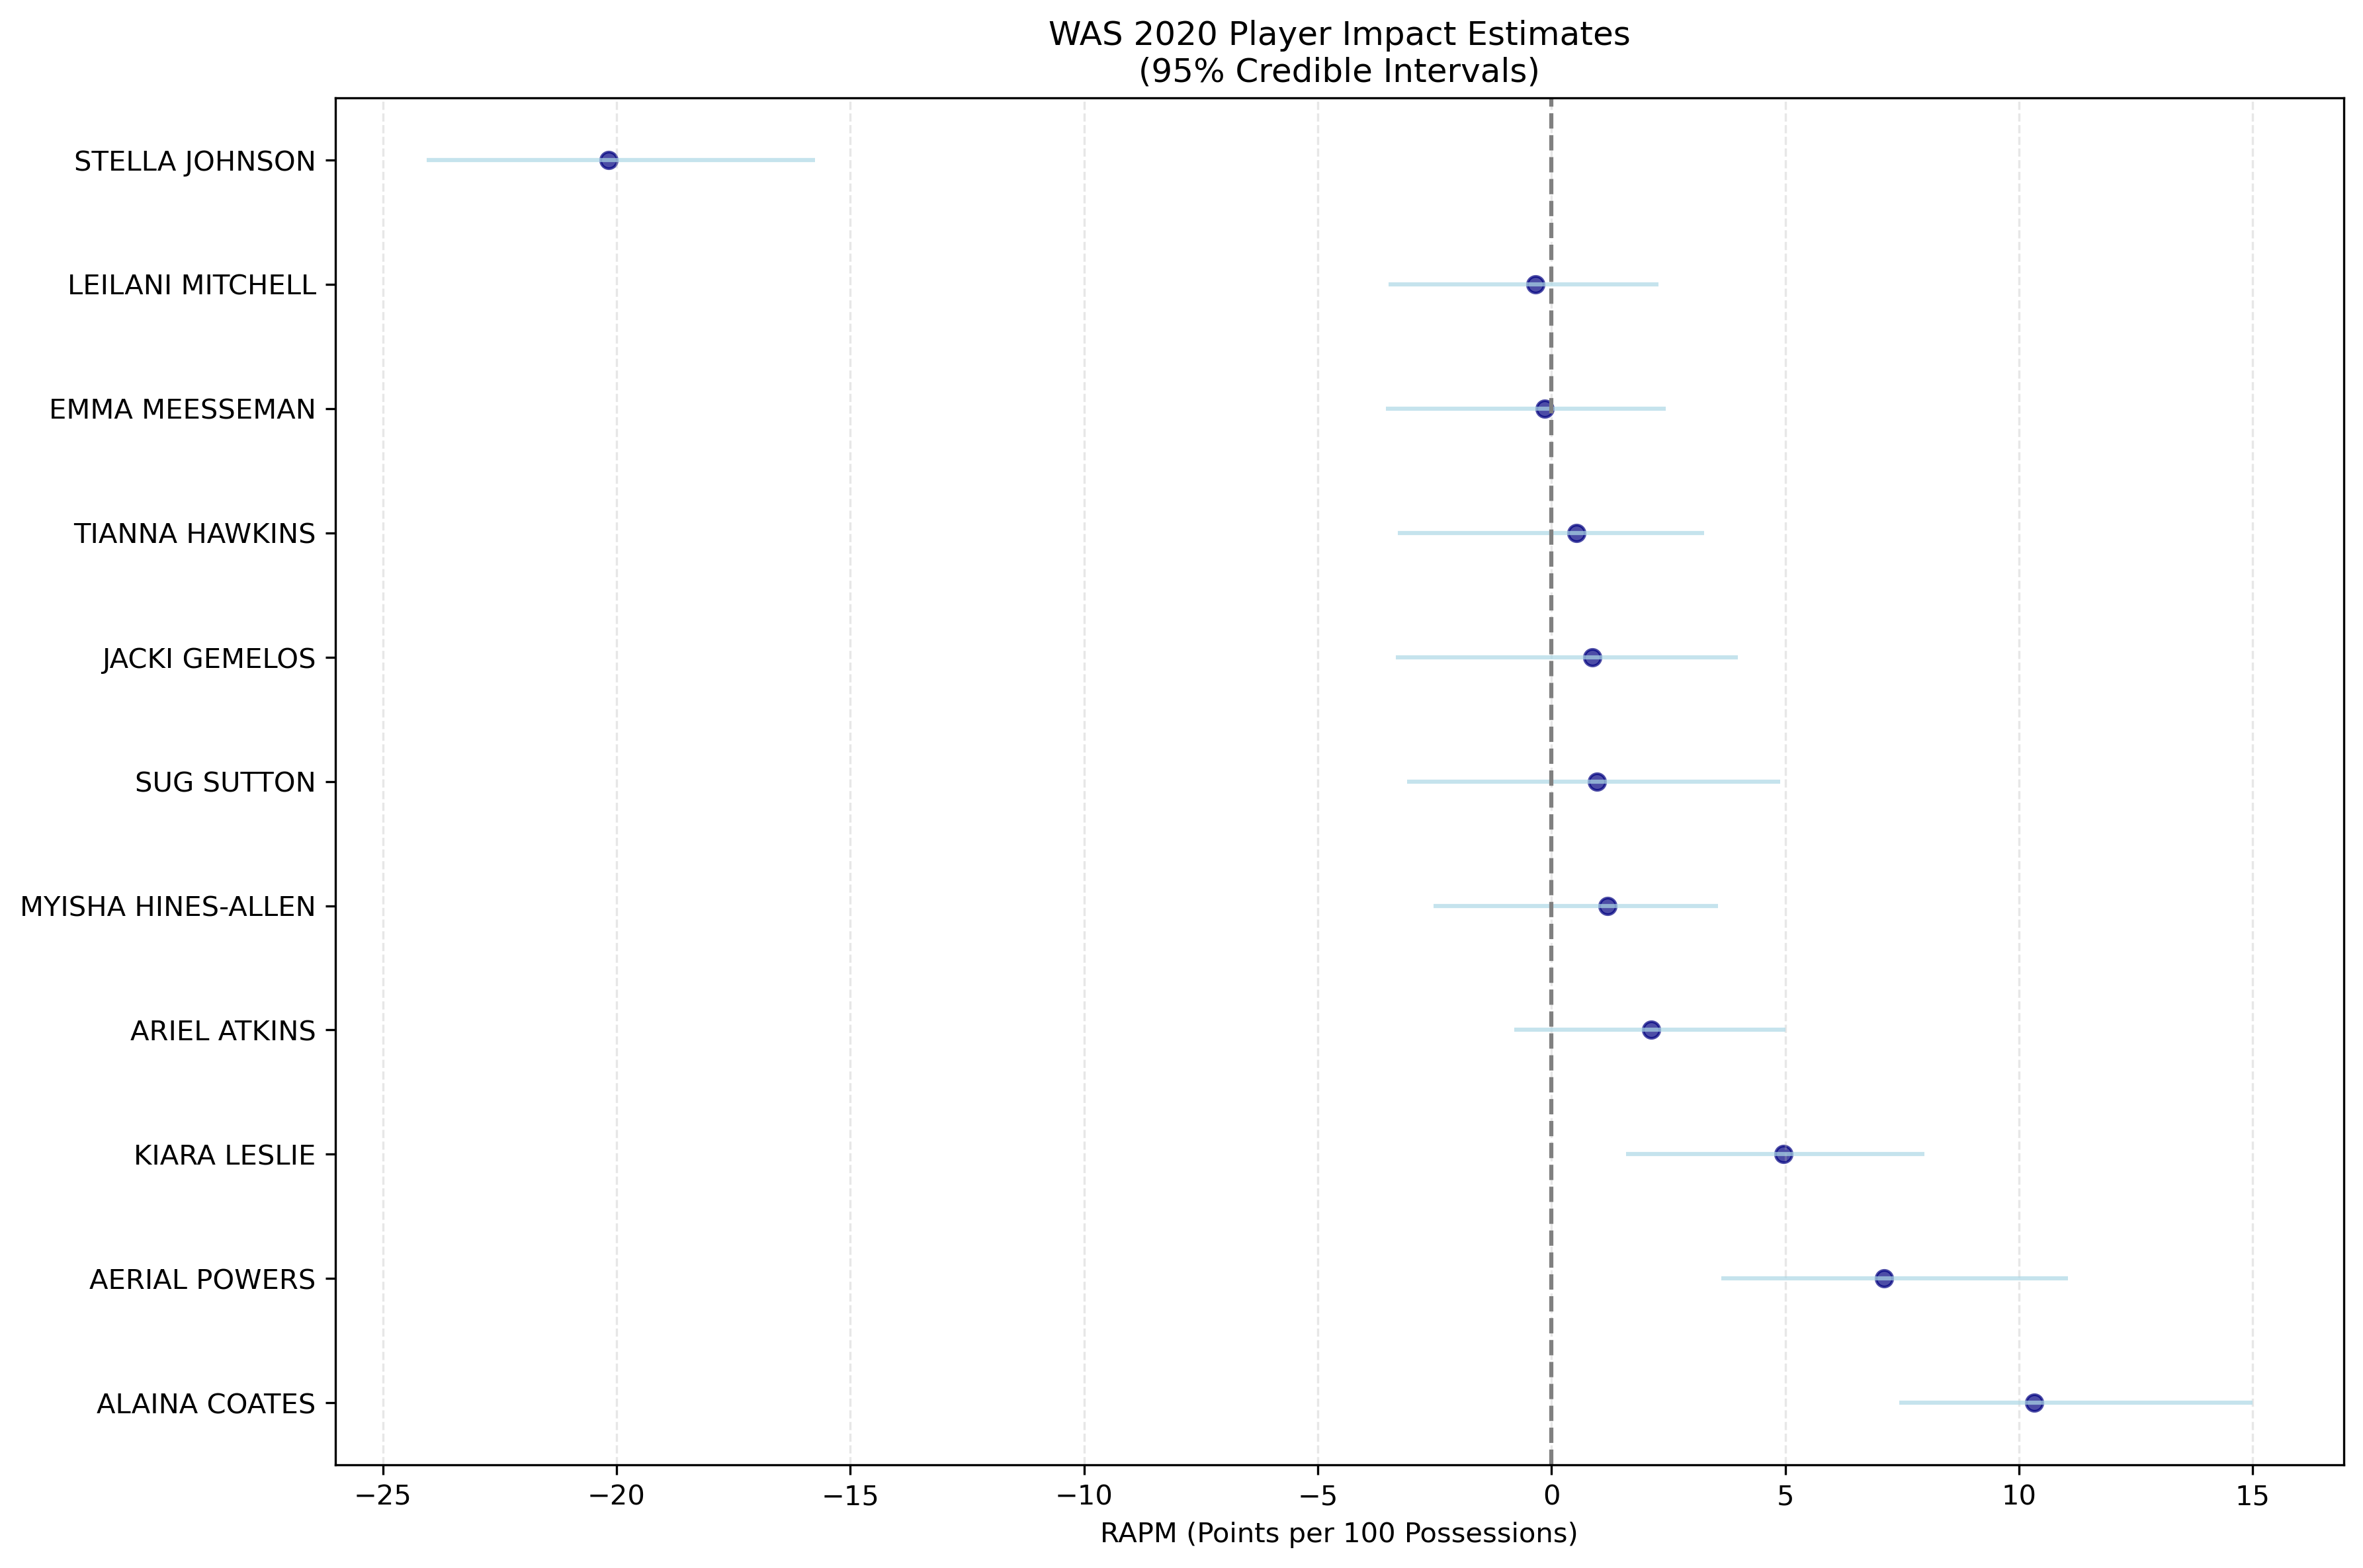 WAS 2020 Player Impact Estimates
(95% Credible Intervals)
STELLA JOHNSON
LEILANI MITCHELL
EMMA MEESSEMAN
TIANNA HAWKINS
JACKI GEMELOS
SUG SUTTON
MYISHA HINES-ALLEN
ARIEL ATKINS
KIARA LESLIE
AERIAL POWERS
ALAINA COATES
−25 −20 −15 −10 −5 0 5 10 15
RAPM (Points per 100 Possessions)